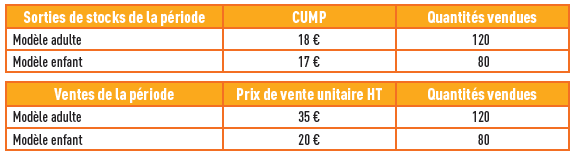 Sorties de stocks de la période CUMP Quantités vendues
Modèle adulte 18 € 120
Modèle enfant 17 € 80
Ventes de la période Prix de vente unitaire HT Quantités vendues
Modèle adulte 35 € 120
Modèle enfant 20 € 80